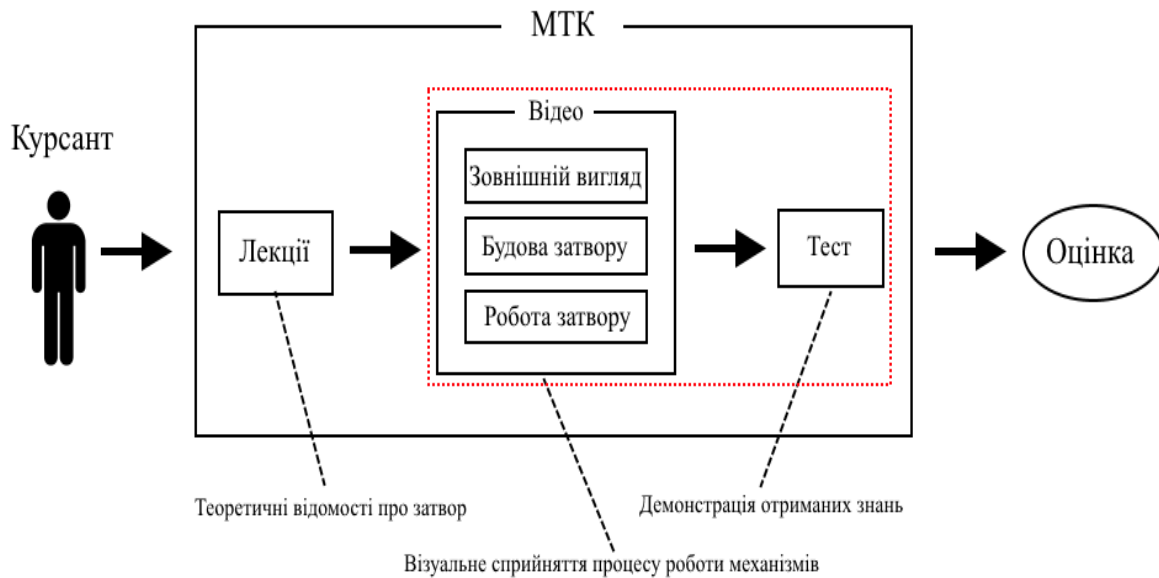 МТК
Курсант
Відео
Зовнішній вигляд
Лекції
Будова затвору
Тест
Оцінка
Робота затвору
Теоретичні відомості про затвор
Демонстрація отриманих знань
Візуальне сприйняття процесу роботи механізмів